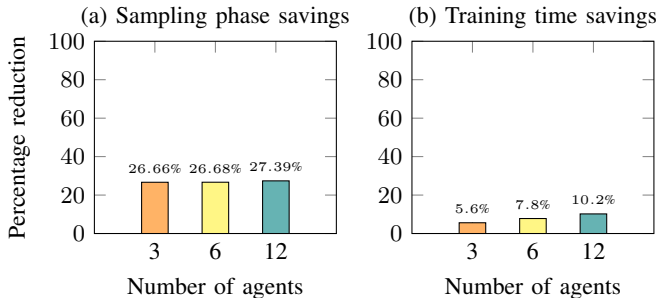 (a) Sampling phase savings
Percentage reduction
100
80
60
40
20
0
26.66% 26.68% 27.39%
3 6 12
Number of agents
(b) Training time savings
100
80
60
40
20
0
5.6% 7.8% 10.2%
3 6 12
Number of agents